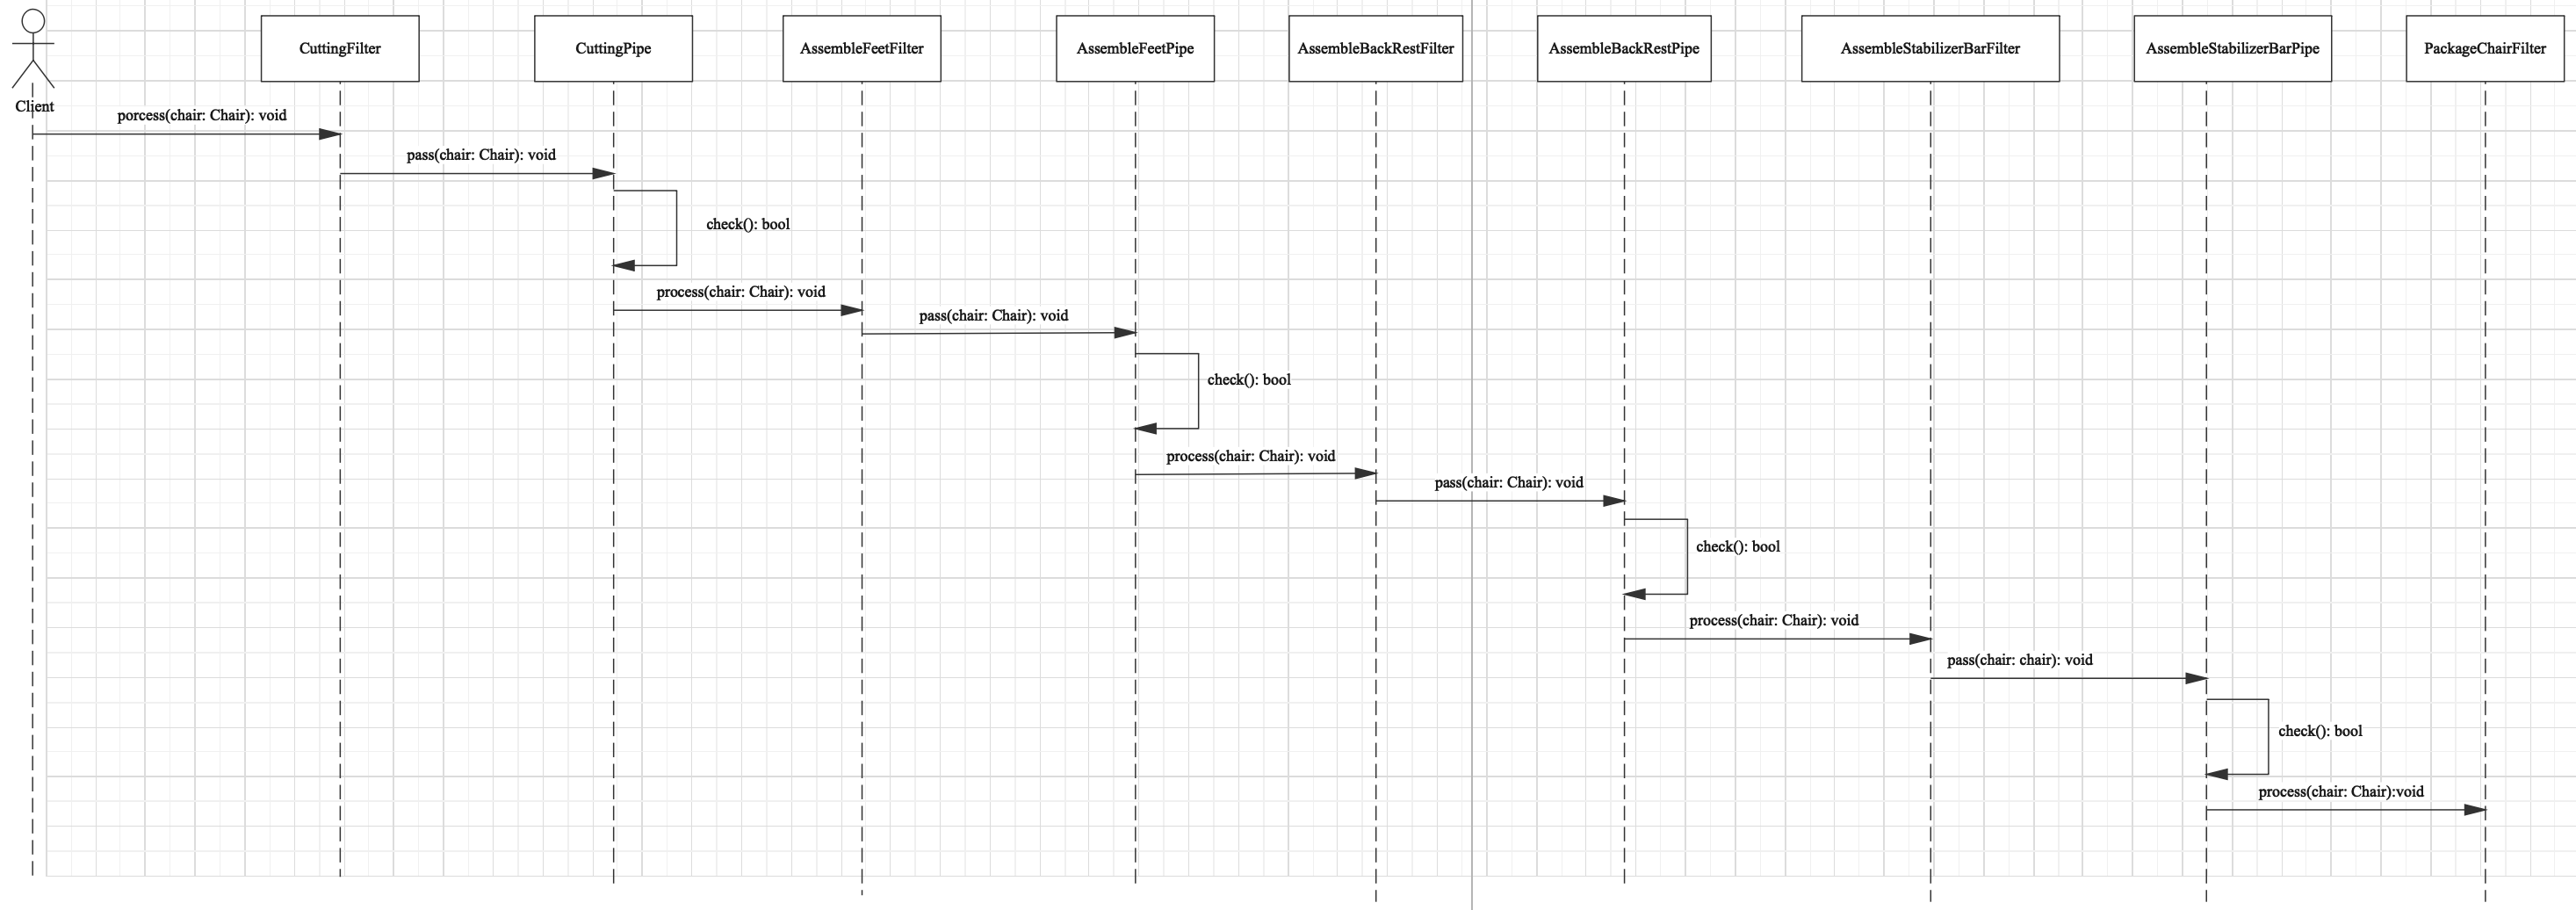 CuttingFilter
CuttingPipe
AssembleFeetFilter
AssembleFeetPipe
AssembleBackRestFilter
AssembleBackRestPipe
AssembleStabilizerBarFilter
AssembleStabilizerBarPipe
PackageChairFilter
Client
porcess(chair: Chair): void
pass(chair: Chair): void
check(): bool
process(chair: Chair): void
pass(chair: Chair): void
check(): bool
process(chair: Chair): void
pass(chair: Chair): void
check(): bool
process(chair: Chair): void
pass(chair: chair): void
check(): bool
process(chair: Chair):void